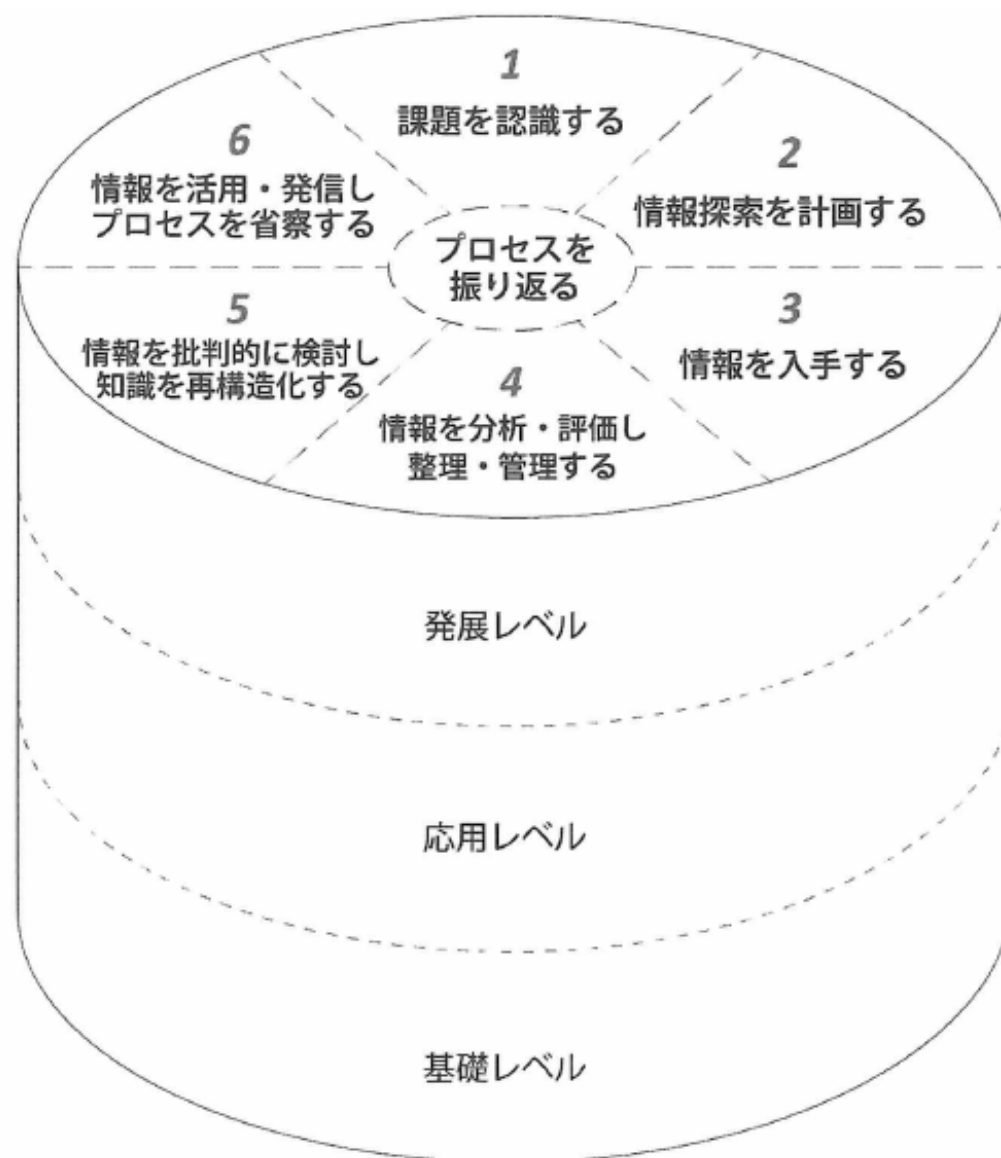 1
課題を認識する
2
情報探索を計画する
3
情報を入手する
4
情報を分析・評価し
整理・管理する
5
情報を批判的に検討し
知識を再構造化する
6
情報を活用・発信し
プロセスを省察する
プロセスを
振り返る
発展レベル
応用レベル
基礎レベル